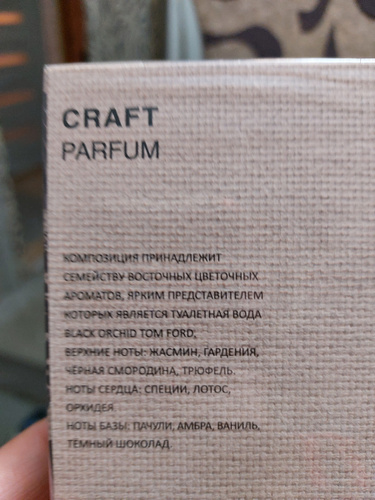 CRAFT
PARFUM
КОМПОЗИЦИЯ ПРИНАДЛЕЖИТ
СЕМЕЙСТВУ ВОСТОЧНЫХ ЦВЕТОЧНЫХ
АРОМАТОВ, ЯРКИМ ПРЕДСТАВИТЕЛЕМ
КОТОРЫХ ЯВЛЯЕТСЯ ТУАЛЕТНАЯ ВОДА
BLACK ORCHID TOM FORD,
ВЕРХНИЕ НОТЫ: ЖАСМИН, ГАРДЕНИЯ,
ЧЁРНАЯ СМОРОДИНА, ТРЮФЕЛЬ.
НОТЫ СЕРДЦА: СПЕЦИИ, ЛОТОС,
ОРХИДЕЯ
НОТЫ БАЗЫ: ПАЧУЛИ, АМБРА, ВАНИЛЬ,
ТЕМНЫЙ ШОКОЛАД